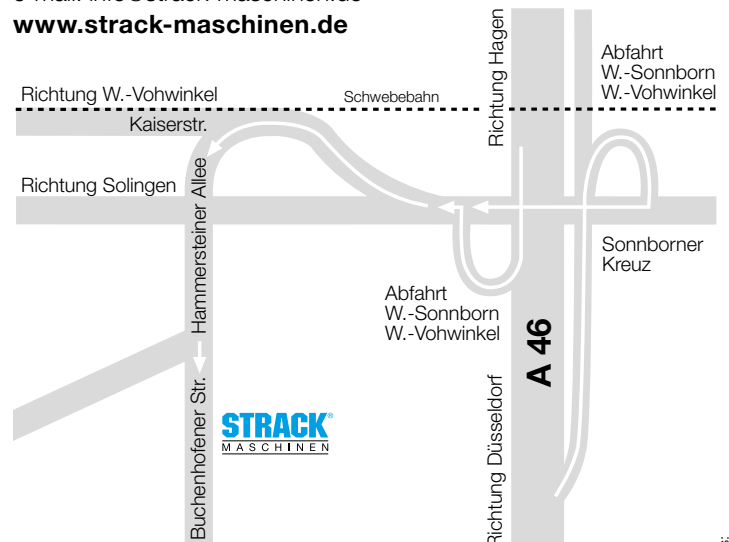 www.strack-maschinen.de
Richtung W.-Vohwinkel
Schwebebahn
Richtung Hagen
Abfahrt
W.-Sonnborn
W.-Vohwinkel
Kaiserstr.
Richtung Solingen
Hammersteiner Allee
Sonnborner
Kreuz
Abfahrt
W.-Sonnborn
W.-Vohwinkel
A 46
Buchenhofener Str.
STRACK®
MASCHINEN
Richtung Düsseldorf